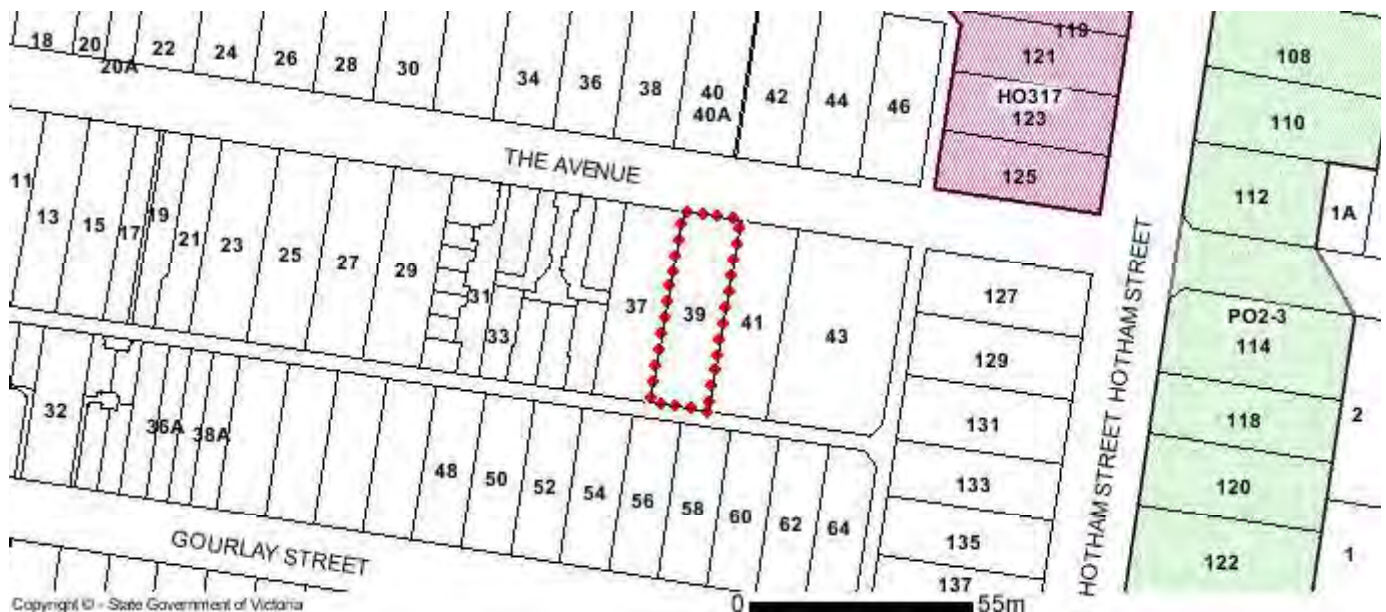 18 20 22 24 26 28 30 34 36 38 40 42 44 46 119 108
20A 40A 121
HO317
123 110
125 112 1A
THE AVENUE
11 13 15 17 19 21 23 25 27 29 31 33 37 39 41 43
127
129
131
133
135
137
PO2-3
114
118 2
120
122 1
HOTHAM STREET HOTHAM STREET
32 36A 38A 48 50 52 54 56 58 60 62 64
GOURLAY STREET
Copyright © - State Government of Victoria
0 55m